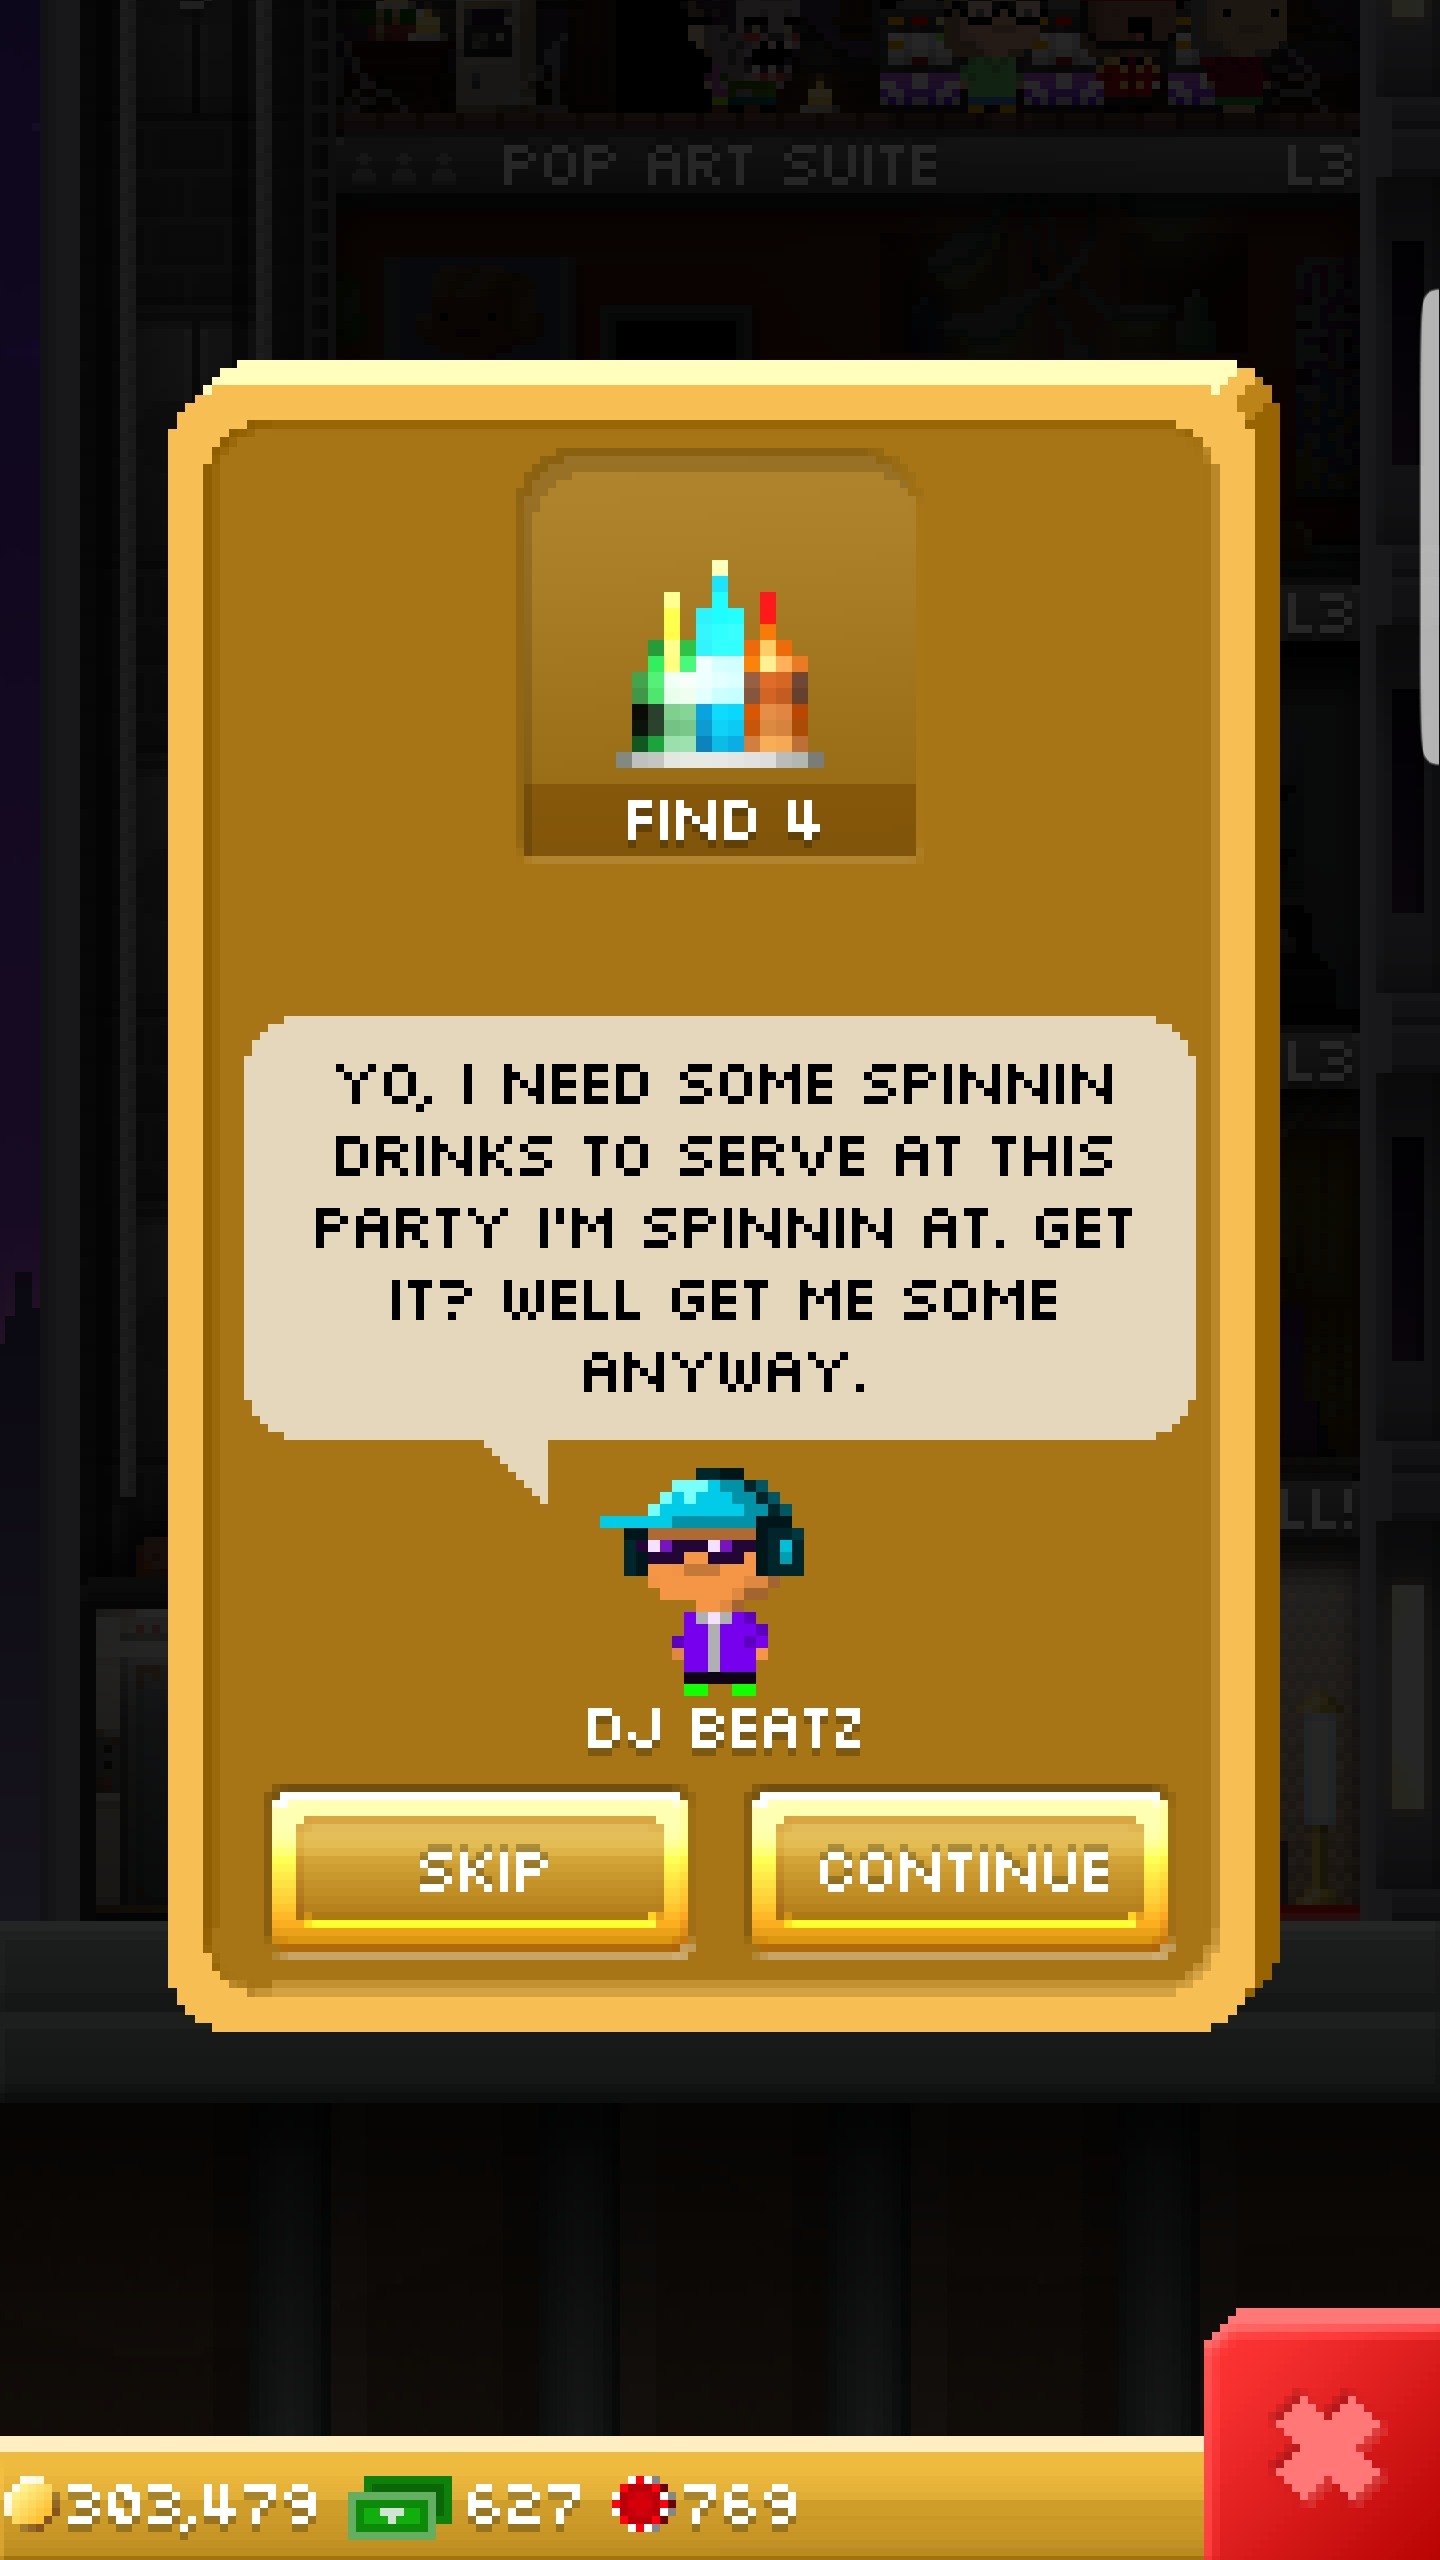 POP ART SUITE L3
FIND 4
L3
YO, I NEED SOME SPINNIN
DRINKS TO SERVE AT THIS
PARTY I'M SPINNIN AT. GET
IT? WELL GET ME SOME
ANYWAY.
L3
LL!
DJ BEATZ
SKIP
CONTINUE
303,479 627 769